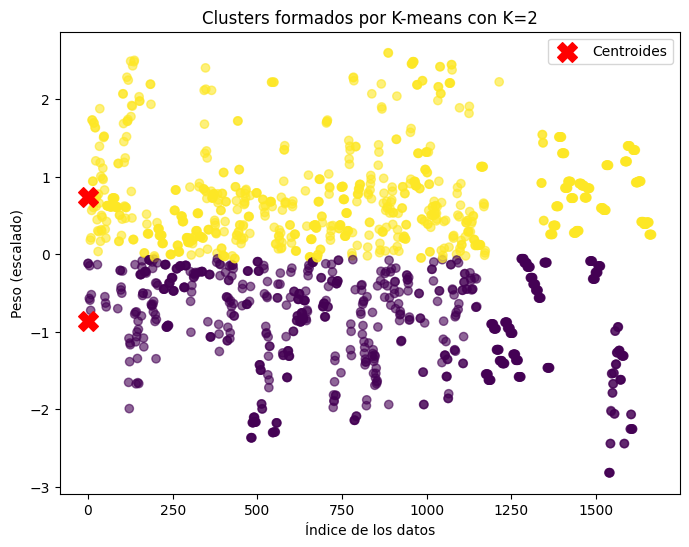 Clusters formados por K-means con K=2
Centroides
Peso (escalado)
2
1
0
−1
−2
−3
0 250 500 750 1000 1250 1500
Índice de los datos